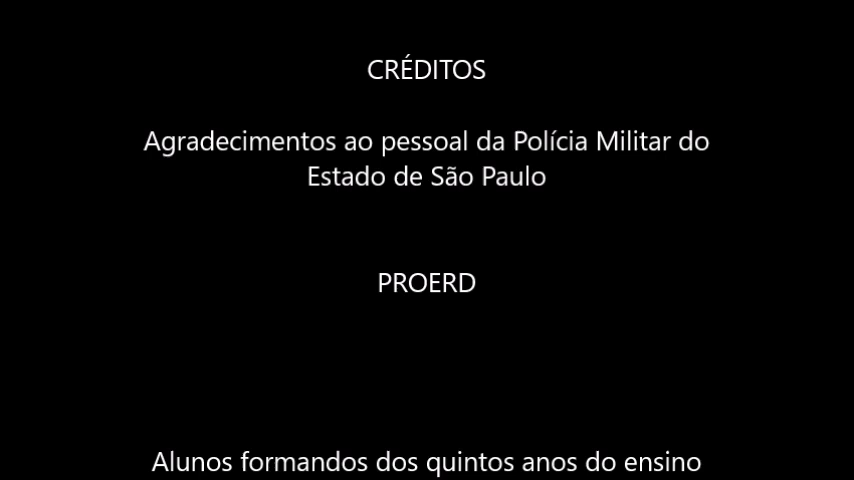 CRÉDITOS
Agradecimentos ao pessoal da Polícia Militar do
Estado de São Paulo
PROERD
Alunos formandos dos quintos anos do ensino